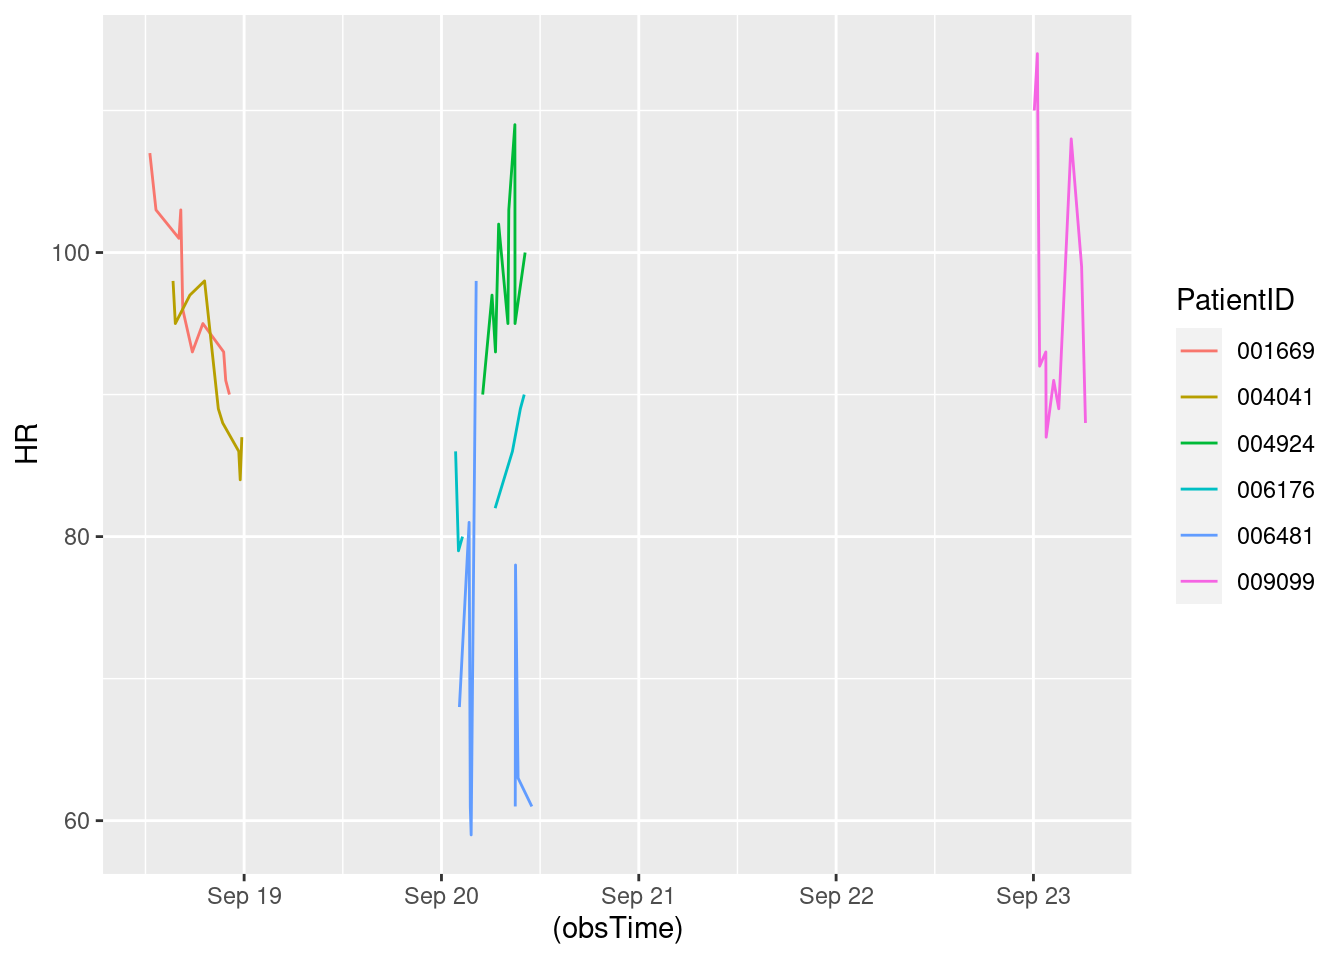 HR
100
80
60
Sep 19
Sep 20
Sep 21
Sep 22
Sep 23
(obsTime)
PatientID
001669
004041
004924
006176
006481
009099